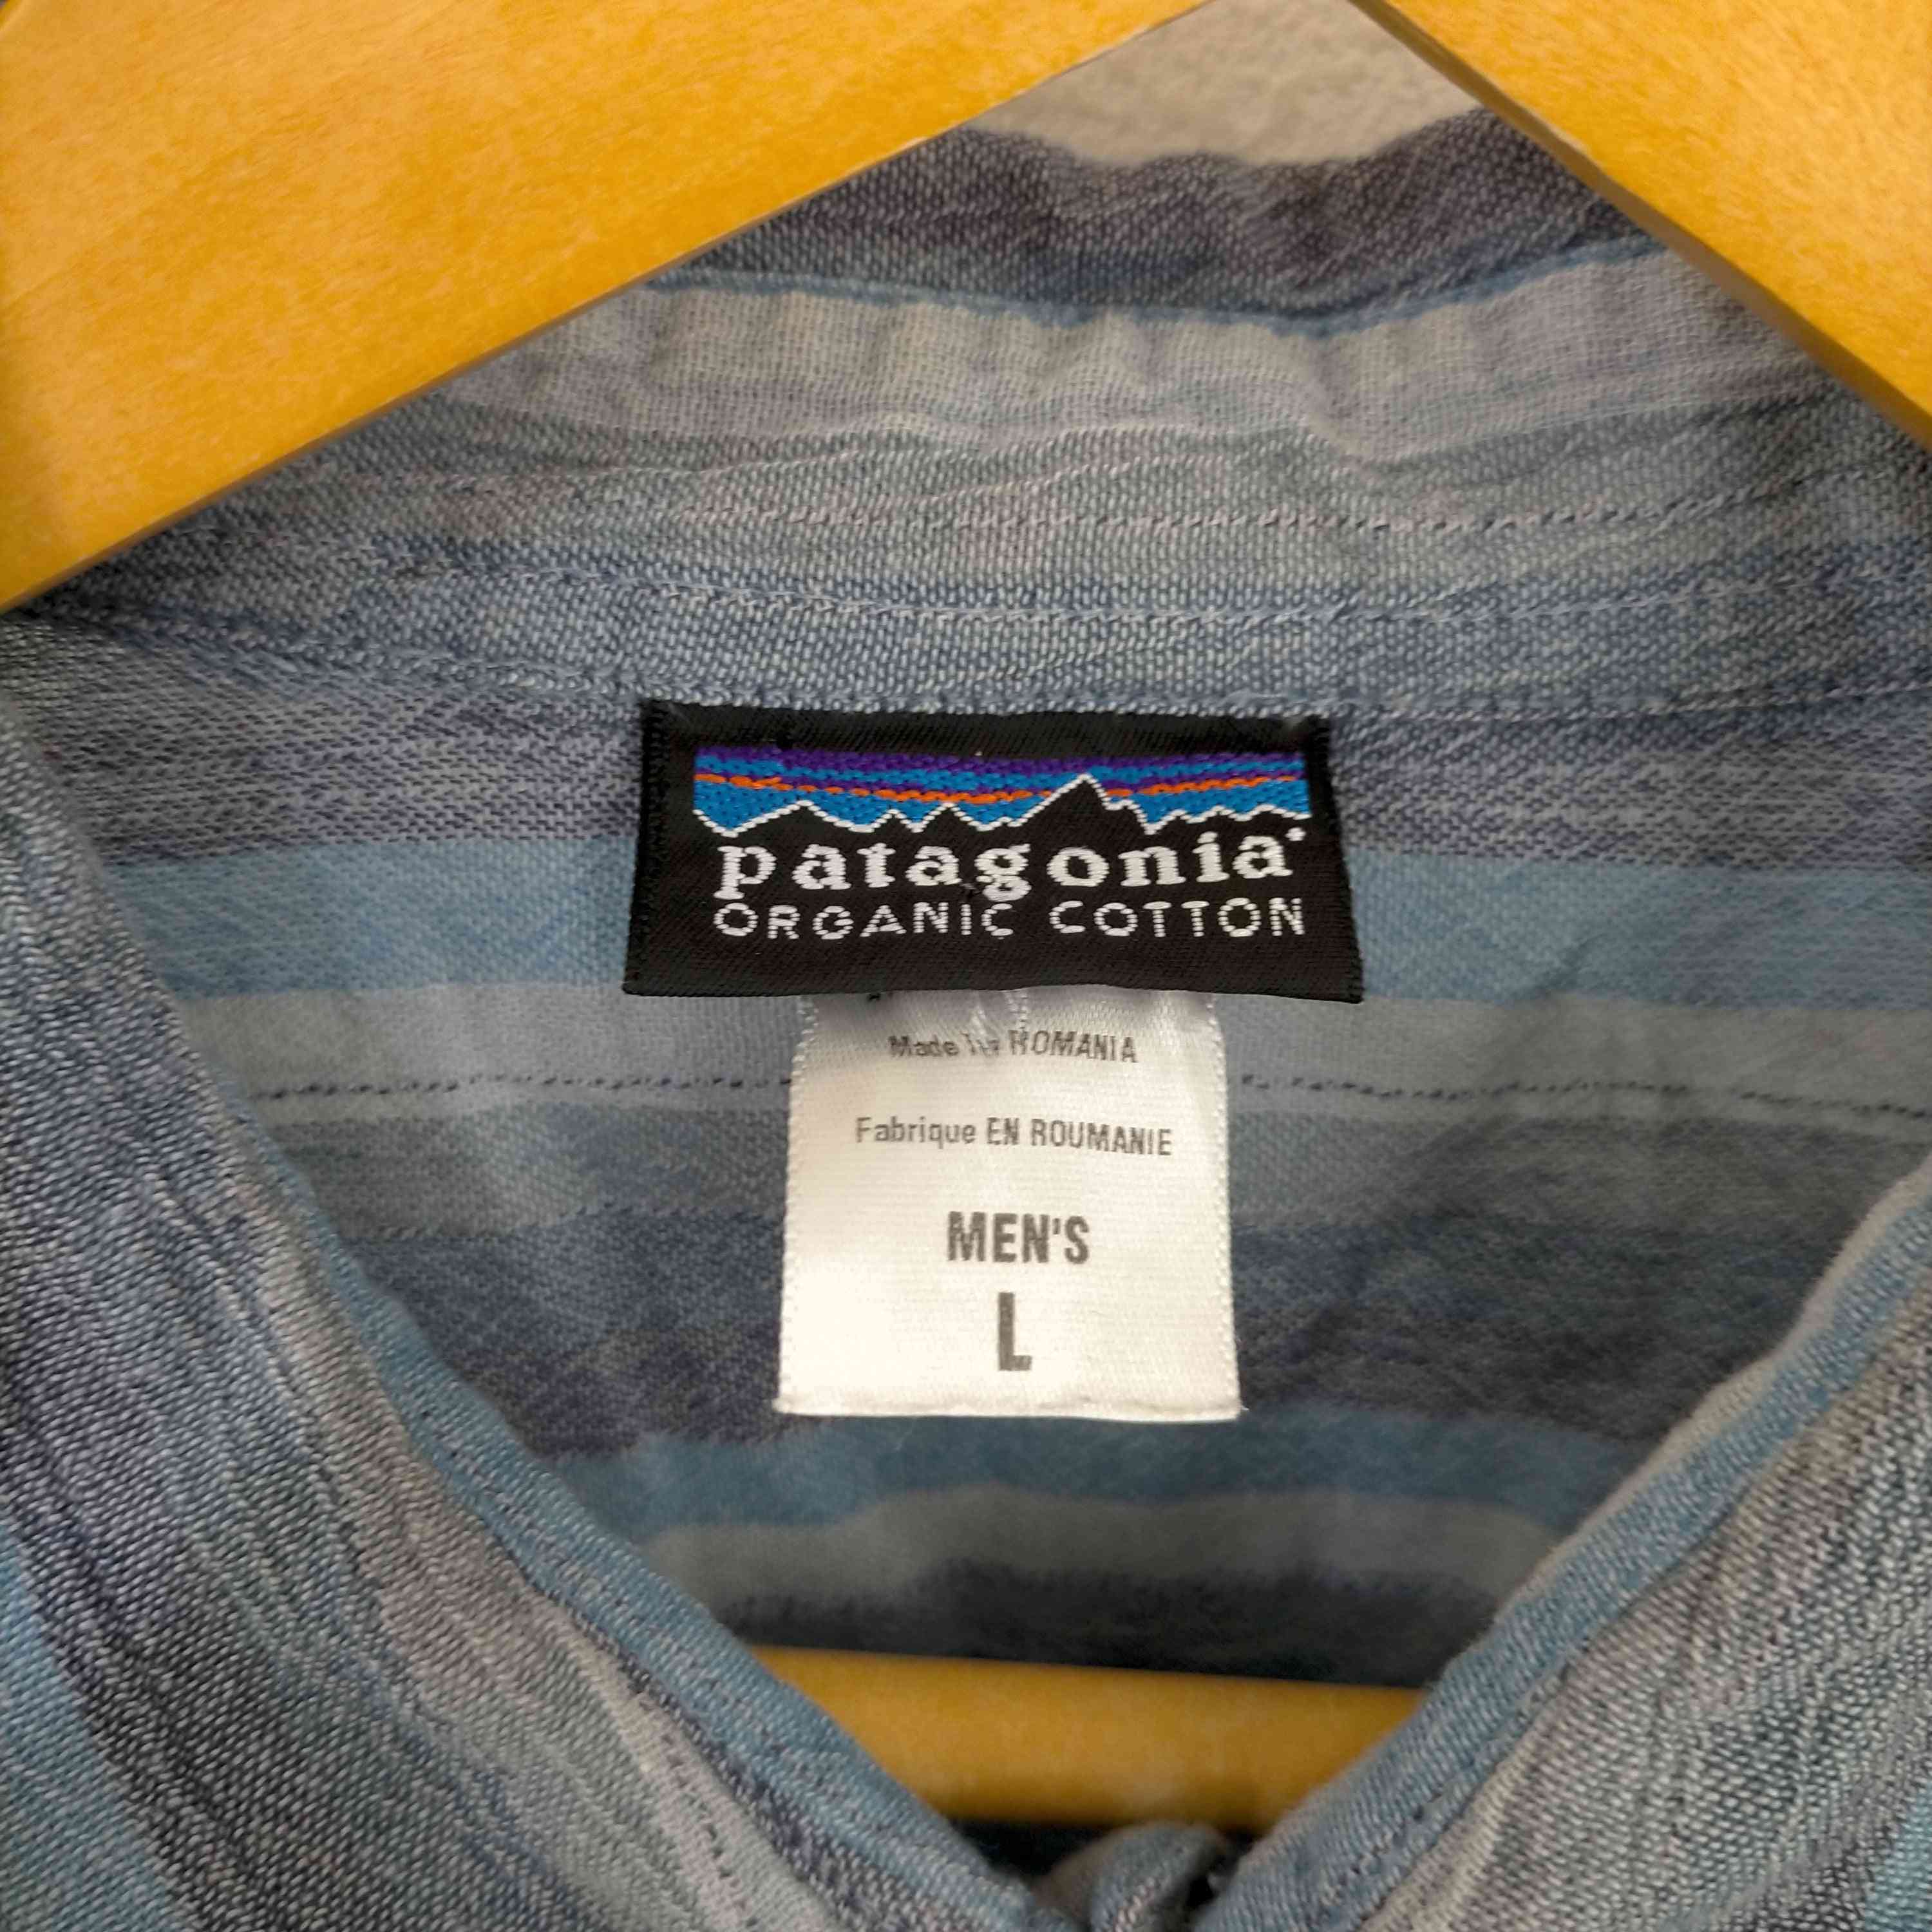 patagonia®
ORGANIC COTTON
Made In ROMANIA
Fabrique EN ROUMANIE
MEN'S
L